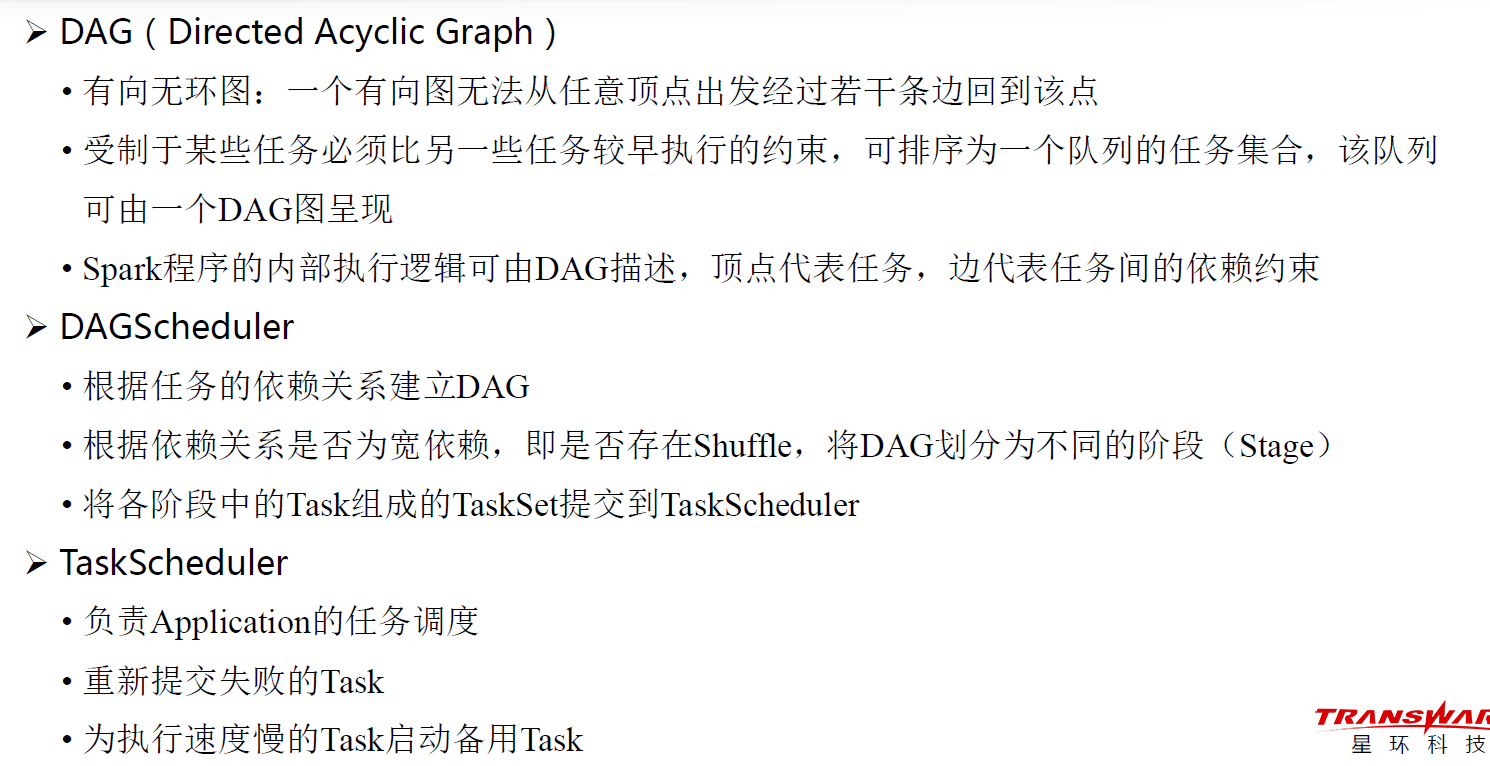 ➢ DAG（Directed Acyclic Graph）
• 有向无环图：一个有向图无法从任意顶点出发经过若干条边回到该点
• 受制于某些任务必须比另一些任务较早执行的约束，可排序为一个队列的任务集合，该队列
可由一个DAG图呈现
• Spark程序的内部执行逻辑可由DAG描述，顶点代表任务，边代表任务间的依赖约束
➢ DAGScheduler
• 根据任务的依赖关系建立DAG
• 根据依赖关系是否为宽依赖，即是否存在Shuffle，将DAG划分为不同的阶段（Stage）
• 将各阶段中的Task组成的TaskSet提交到TaskScheduler
➢ TaskScheduler
• 负责Application的任务调度
• 重新提交失败的Task
• 为执行速度慢的Task启动备用Task
TRANSWAR
星环科技